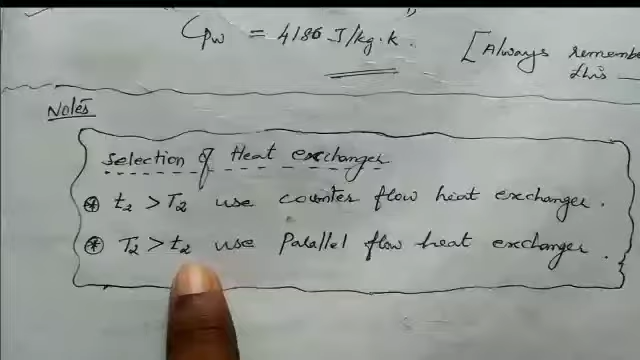 Cpw = 4186 J/kg.k. [Always remember
this
Notes
Selection of Heat exchanger
t2 > T2 use counter flow heat exchanger.
T2 > t2 use Parallel flow heat exchanger.